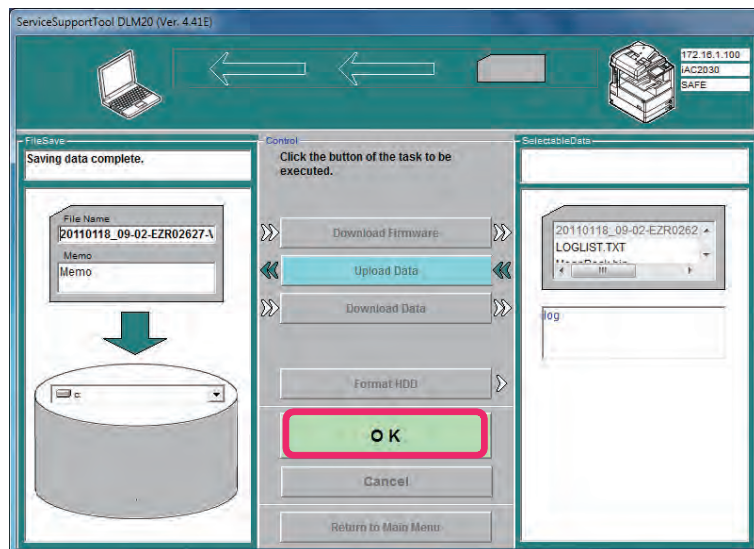 ServiceSupportTool DLM20 (Ver. 4.41E)
172.16.1.100
iAC2030
SAFE
FileSave
Saving data complete.
File Name
20110118_09-02-EZR02627-
Memo
Memo
c:
Control
Click the button of the task to be
executed.
Download Firmware
Upload Data
Download Data
Format HDD
OK
Cancel
Return to Main Menu
SelectableData
20110118_09-02-EZR0262
LOGLIST.TXT
log